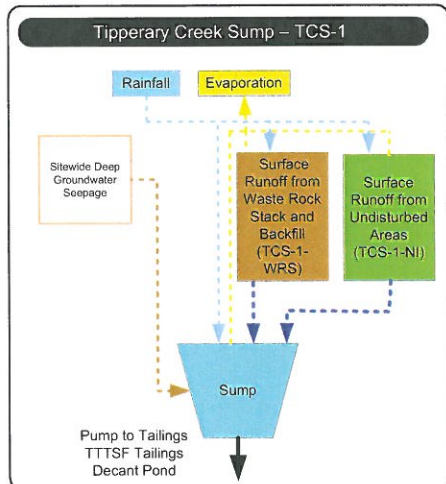 Tipperary Creek Sump – TCS-1
Rainfall
Evaporation
Sitewide Deep
Groundwater
Seepage
Surface
Runoff from
Waste Rock
Stack and
Backfill
(TCS-1-
WRS)
Surface
Runoff from
Undisturbed
Areas
(TCS-1-NI)
Sump
Pump to Tailings
TTTSF Tailings
Decant Pond